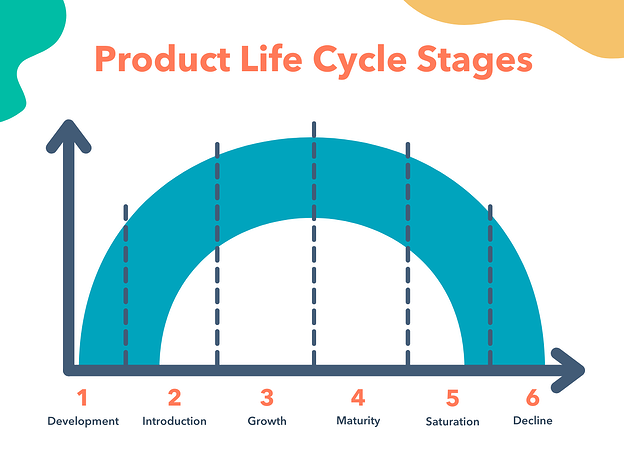 Product Life Cycle Stages
1 2 3 4 5 6
Development Introduction Growth Maturity Saturation Decline